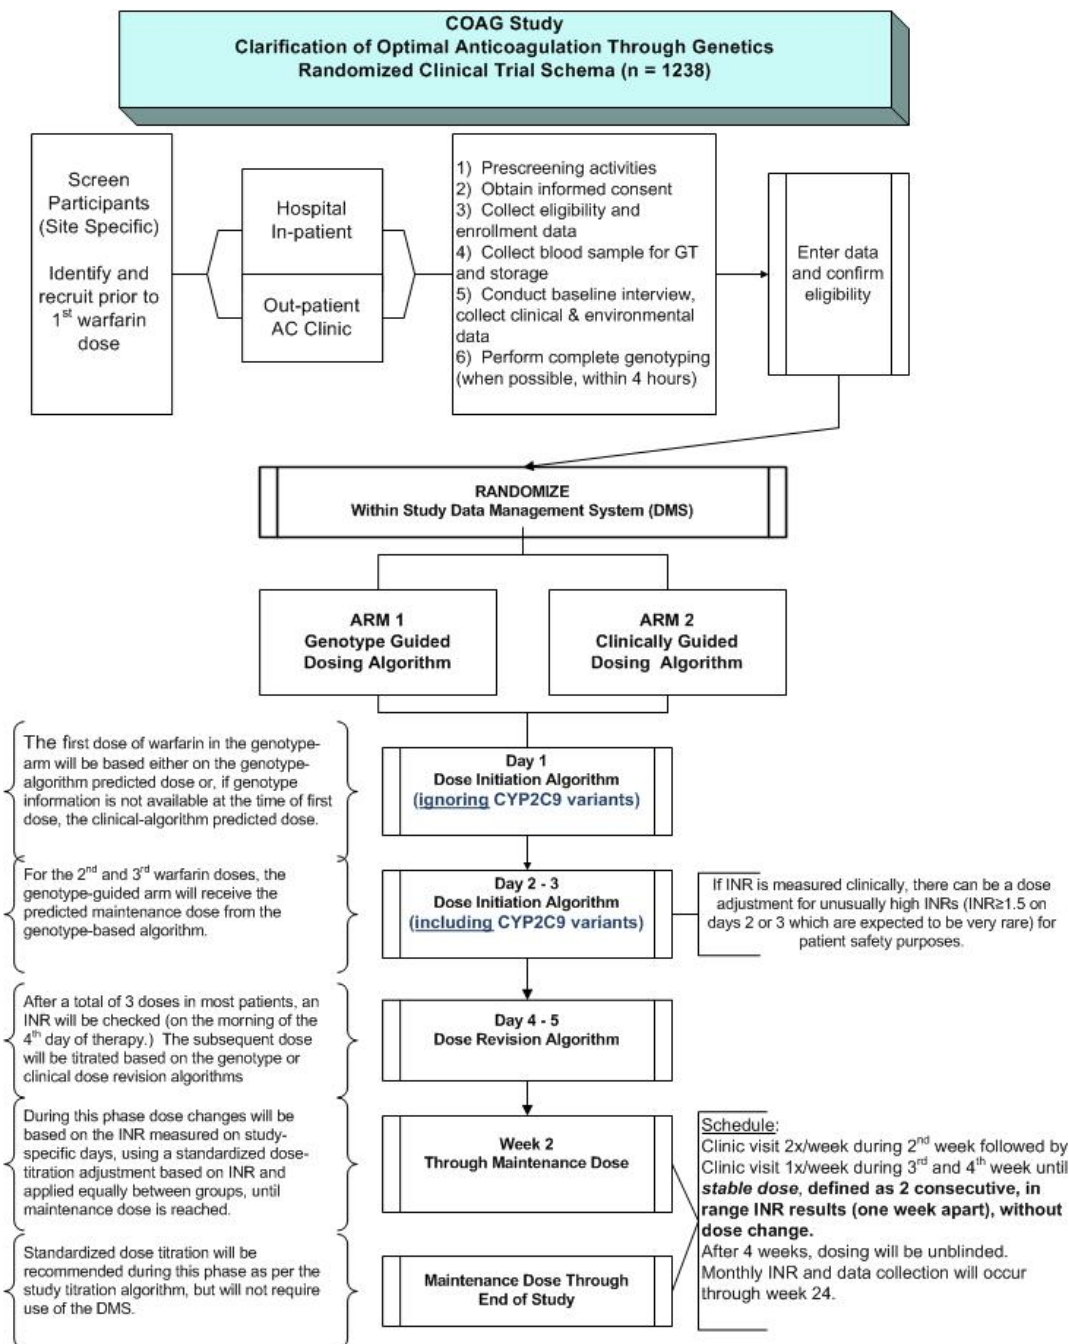 COAG Study
Clarification of Optimal Anticoagulation Through Genetics
Randomized Clinical Trial Schema (n = 1238)
Screen
Participants
(Site Specific)
Identify and
recruit prior to
1st warfarin
dose
Hospital
In-patient
Out-patient
AC Clinic
1) Prescreening activities
2) Obtain informed consent
3) Collect eligibility and
enrollment data
4) Collect blood sample for GT
and storage
5) Conduct baseline interview,
collect clinical & environmental
data
6) Perform complete genotyping
(when possible, within 4 hours)
Enter data
and confirm
eligibility
RANDOMIZE
Within Study Data Management System (DMS)
ARM 1
Genotype Guided
Dosing Algorithm
ARM 2
Clinically Guided
Dosing Algorithm
The first dose of warfarin in the genotype-
arm will be based either on the genotype-
algorithm predicted dose or, if genotype
information is not available at the time of first
dose, the clinical-algorithm predicted dose.
Day 1
Dose Initiation Algorithm
(ignoring CYP2C9 variants)
For the 2nd and 3rd warfarin doses, the
genotype-guided arm will receive the
predicted maintenance dose from the
genotype-based algorithm.
Day 2 - 3
Dose Initiation Algorithm
(including CYP2C9 variants)
If INR is measured clinically, there can be a dose
adjustment for unusually high INRs (INR≥1.5 on
days 2 or 3 which are expected to be very rare) for
patient safety purposes.
After a total of 3 doses in most patients, an
INR will be checked (on the morning of the
4th day of therapy.) The subsequent dose
will be titrated based on the genotype or
clinical dose revision algorithms
Day 4 - 5
Dose Revision Algorithm
During this phase dose changes will be
based on the INR measured on study-
specific days, using a standardized dose-
titration adjustment based on INR and
applied equally between groups, until
maintenance dose is reached.
Week 2
Through Maintenance Dose
Schedule:
Clinic visit 2x/week during 2nd week followed by
Clinic visit 1x/week during 3rd and 4th week until
stable dose, defined as 2 consecutive, in
range INR results (one week apart), without
dose change.
After 4 weeks, dosing will be unblinded.
Monthly INR and data collection will occur
through week 24.
Standardized dose titration will be
recommended during this phase as per the
study titration algorithm, but will not require
use of the DMS.
Maintenance Dose Through
End of Study